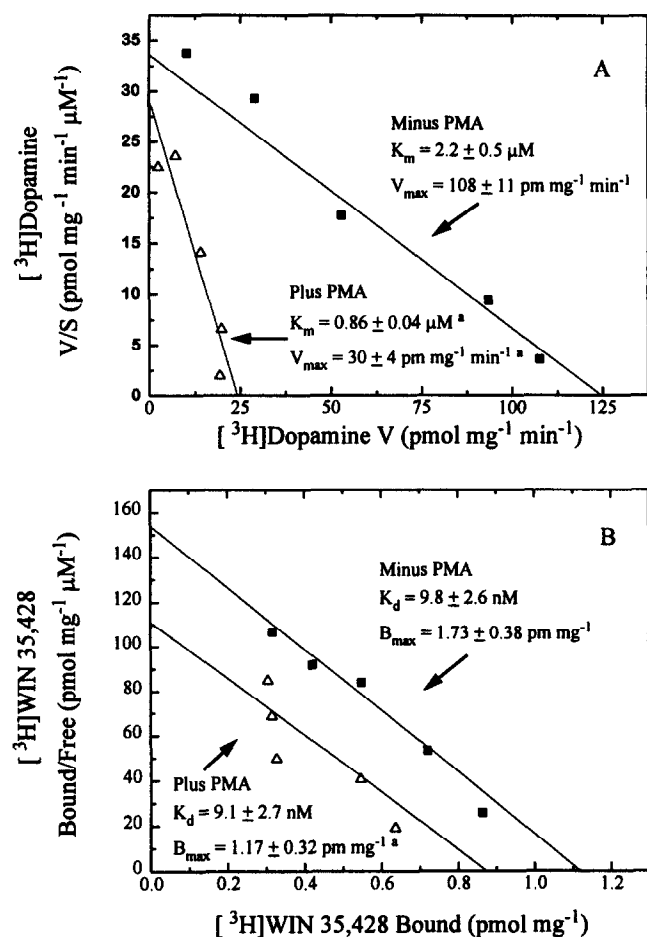 A
[³H]Dopamine
V/S (pmol mg⁻¹ min⁻¹ μM⁻¹)
35
30
25
20
15
10
5
0
Minus PMA
Kₘ = 2.2 ± 0.5 μM
Vₘₐₓ = 108 ± 11 pm mg⁻¹ min⁻¹
Plus PMA
Kₘ = 0.86 ± 0.04 μM ᵃ
Vₘₐₓ = 30 ± 4 pm mg⁻¹ min⁻¹ ᵃ
0 25 50 75 100 125
[³H]Dopamine V (pmol mg⁻¹ min⁻¹)
B
[³H]WIN 35,428
Bound/Free (pmol mg⁻¹ μM⁻¹)
160
140
120
100
80
60
40
20
0
Minus PMA
K_d = 9.8 ± 2.6 nM
Bₘₐₓ = 1.73 ± 0.38 pm mg⁻¹
Plus PMA
K_d = 9.1 ± 2.7 nM
Bₘₐₓ = 1.17 ± 0.32 pm mg⁻¹ ᵃ
0.0 0.2 0.4 0.6 0.8 1.0 1.2
[³H]WIN 35,428 Bound (pmol mg⁻¹)